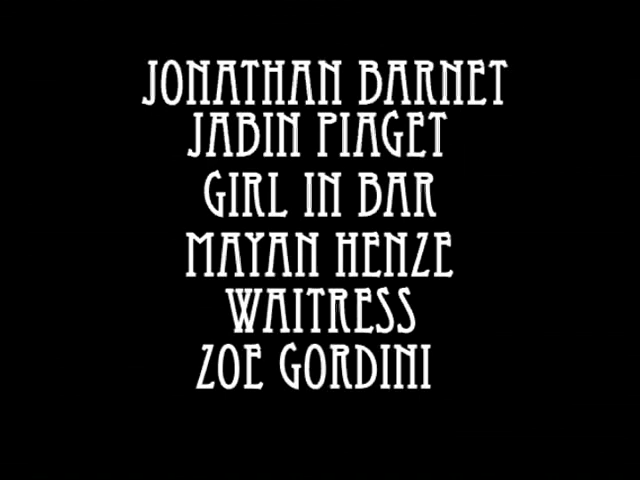 JONATHAN BARNET
JABIN PIAGET
GIRL IN BAR
MAYAN HENZE
WAITRESS
ZOE GORDINI